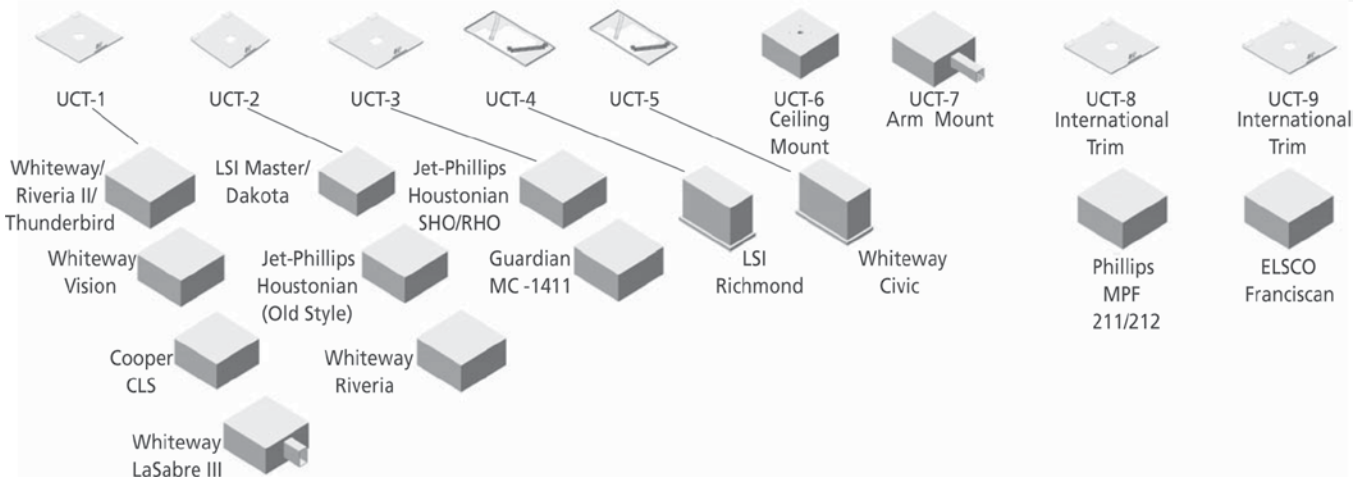 UCT-1
UCT-2
UCT-3
UCT-4
UCT-5
UCT-6
Ceiling
Mount
UCT-7
Arm Mount
UCT-8
International
Trim
UCT-9
International
Trim
Whiteway/
Riveria II/
Thunderbird
LSI Master/
Dakota
Jet-Phillips
Houstonian
SHO/RHO
Whiteway
Vision
Jet-Phillips
Houstonian
(Old Style)
Guardian
MC -1411
LSI
Richmond
Whiteway
Civic
Phillips
MPF
211/212
ELSCO
Franciscan
Cooper
CLS
Whiteway
Riveria
Whiteway
LaSabre III